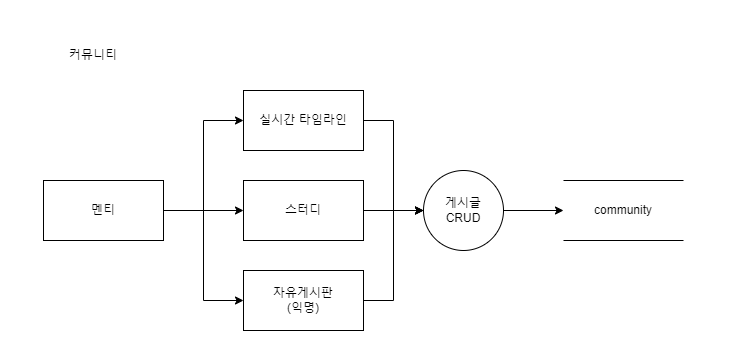 커뮤니티
실시간 타임라인
멘티
스터디
게시글
CRUD
community
자유게시판
(익명)